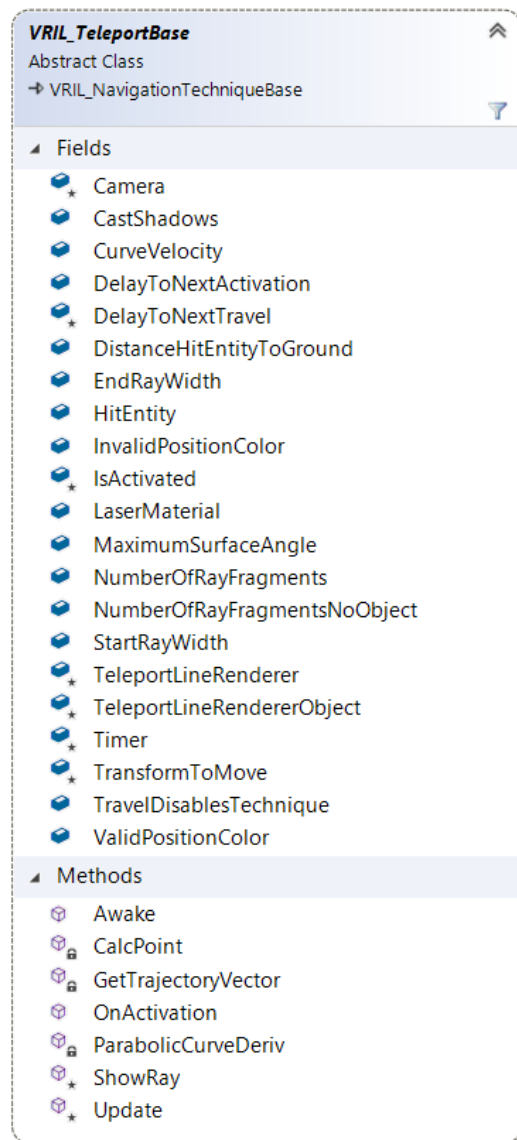 VRIL_TeleportBase
Abstract Class
VRIL_NavigationTechniqueBase
Fields
Camera
CastShadows
CurveVelocity
DelayToNextActivation
DelayToNextTravel
DistanceHitEntityToGround
EndRayWidth
HitEntity
InvalidPositionColor
IsActivated
LaserMaterial
MaximumSurfaceAngle
NumberOfRayFragments
NumberOfRayFragmentsNoObject
StartRayWidth
TeleportLineRenderer
TeleportLineRendererObject
Timer
TransformToMove
TravelDisablesTechnique
ValidPositionColor
Methods
Awake
CalcPoint
GetTrajectoryVector
OnActivation
ParabolicCurveDeriv
ShowRay
Update